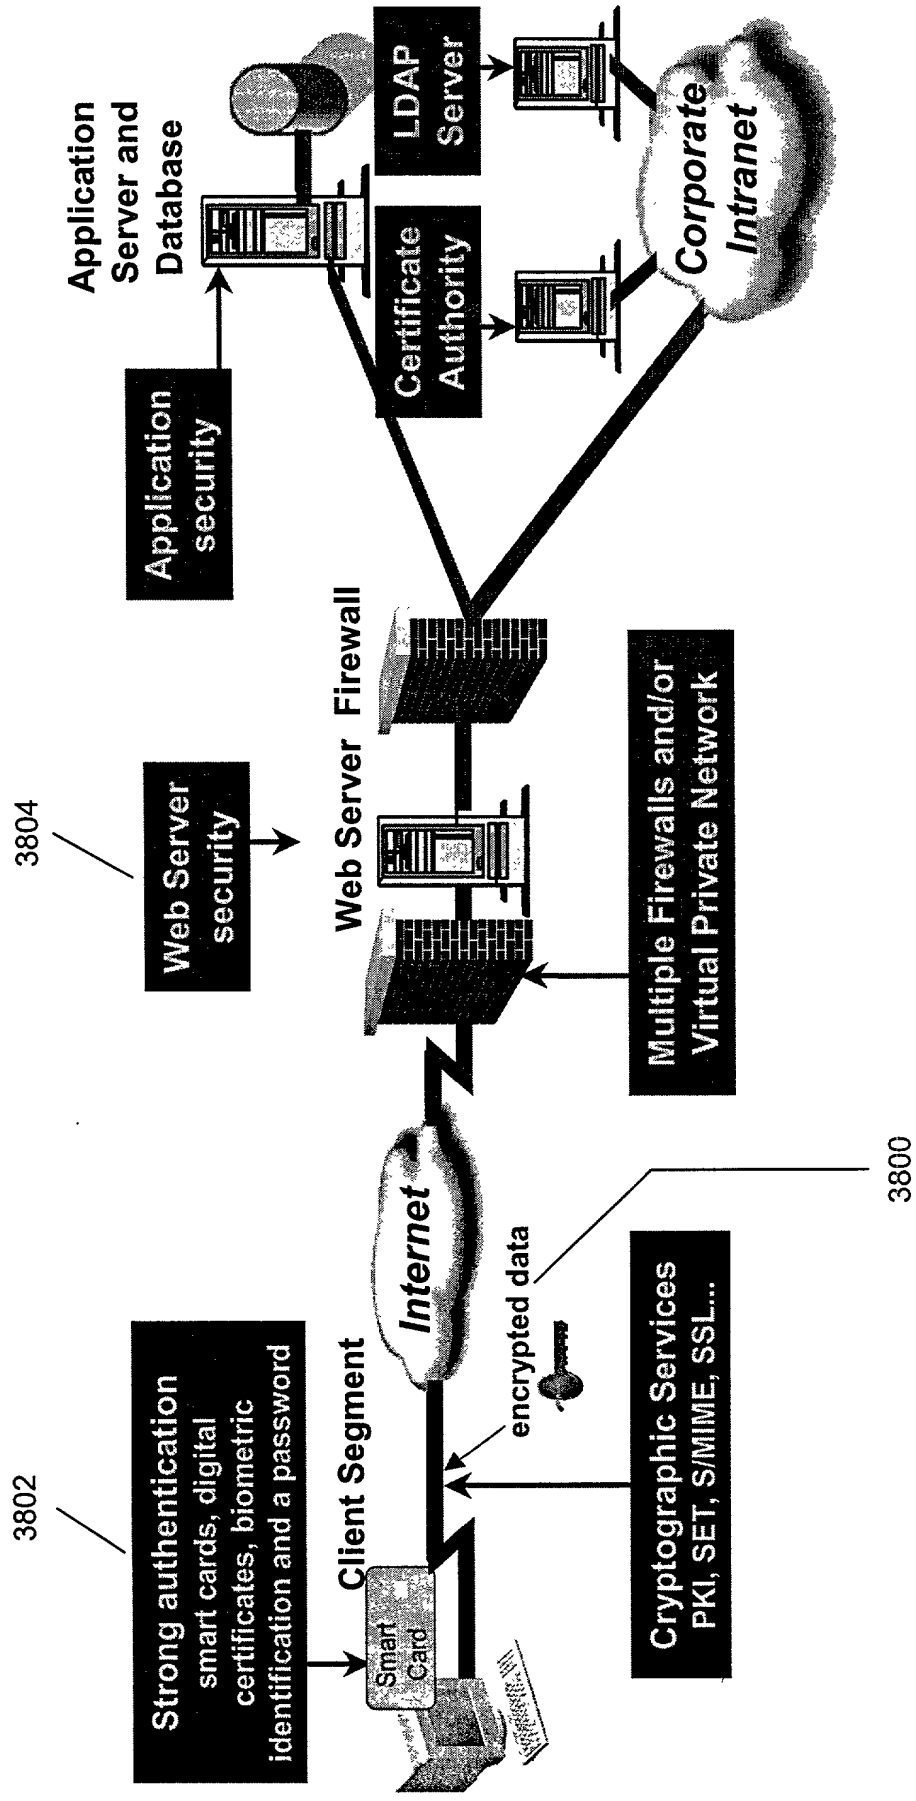 3802
3804
Strong authentication
smart cards, digital
certificates, biometric
identification and a password
Web Server
security
Application
security
Application
Server and
Database
Client Segment
Web Server
Firewall
Smart
Card
Internet
Certificate
Authority
LDAP
Server
encrypted data
Corporate
Intranet
Cryptographic Services
PKI, SET, S/MIME, SSL...
Multiple Firewalls and/or
Virtual Private Network
3800